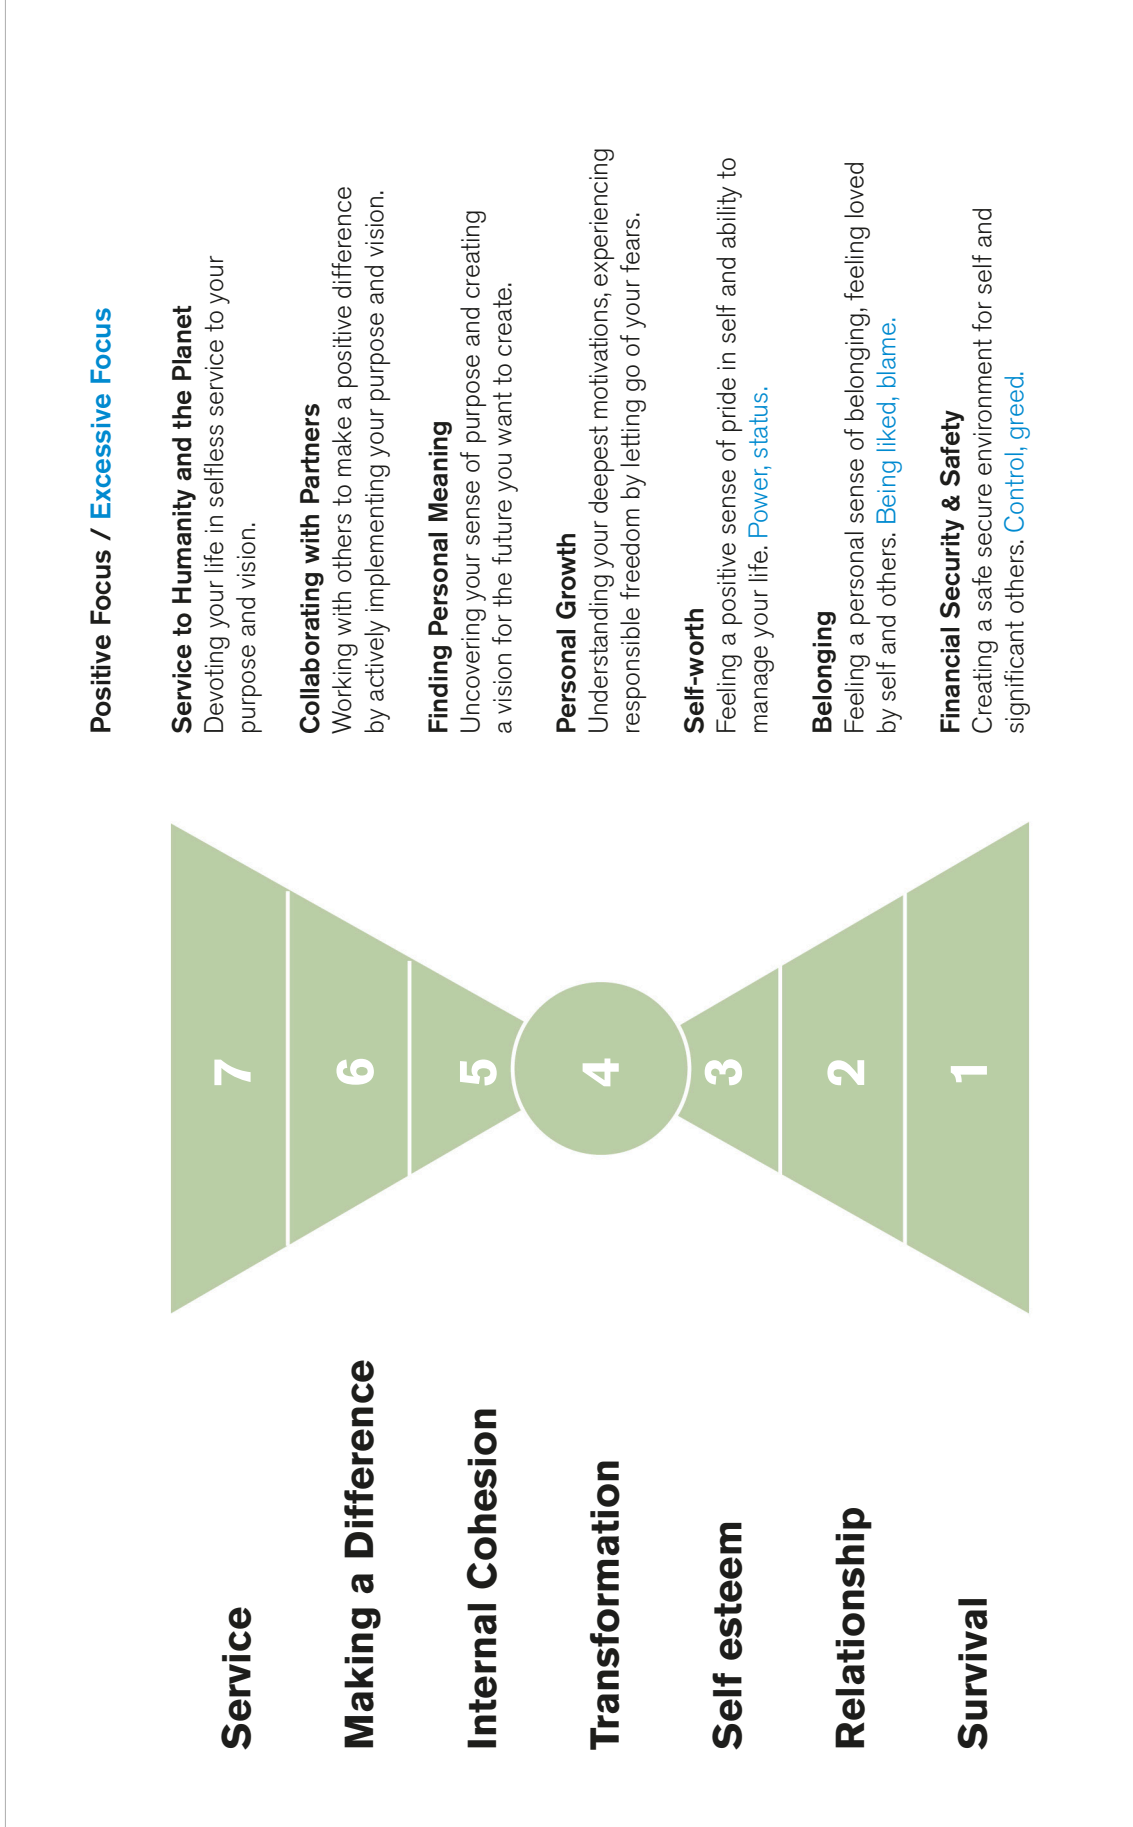 Positive Focus / Excessive Focus
Service
7
Service to Humanity and the Planet
Devoting your life in selfless service to your
purpose and vision.
Making a Difference
6
Collaborating with Partners
Working with others to make a positive difference
by actively implementing your purpose and vision.
Internal Cohesion
5
Finding Personal Meaning
Uncovering your sense of purpose and creating
a vision for the future you want to create.
Transformation
4
Personal Growth
Understanding your deepest motivations, experiencing
responsible freedom by letting go of your fears.
Self esteem
3
Self-worth
Feeling a positive sense of pride in self and ability to
manage your life. Power, status.
Relationship
2
Belonging
Feeling a personal sense of belonging, feeling loved
by self and others. Being liked, blame.
Survival
1
Financial Security & Safety
Creating a safe secure environment for self and
significant others. Control, greed.